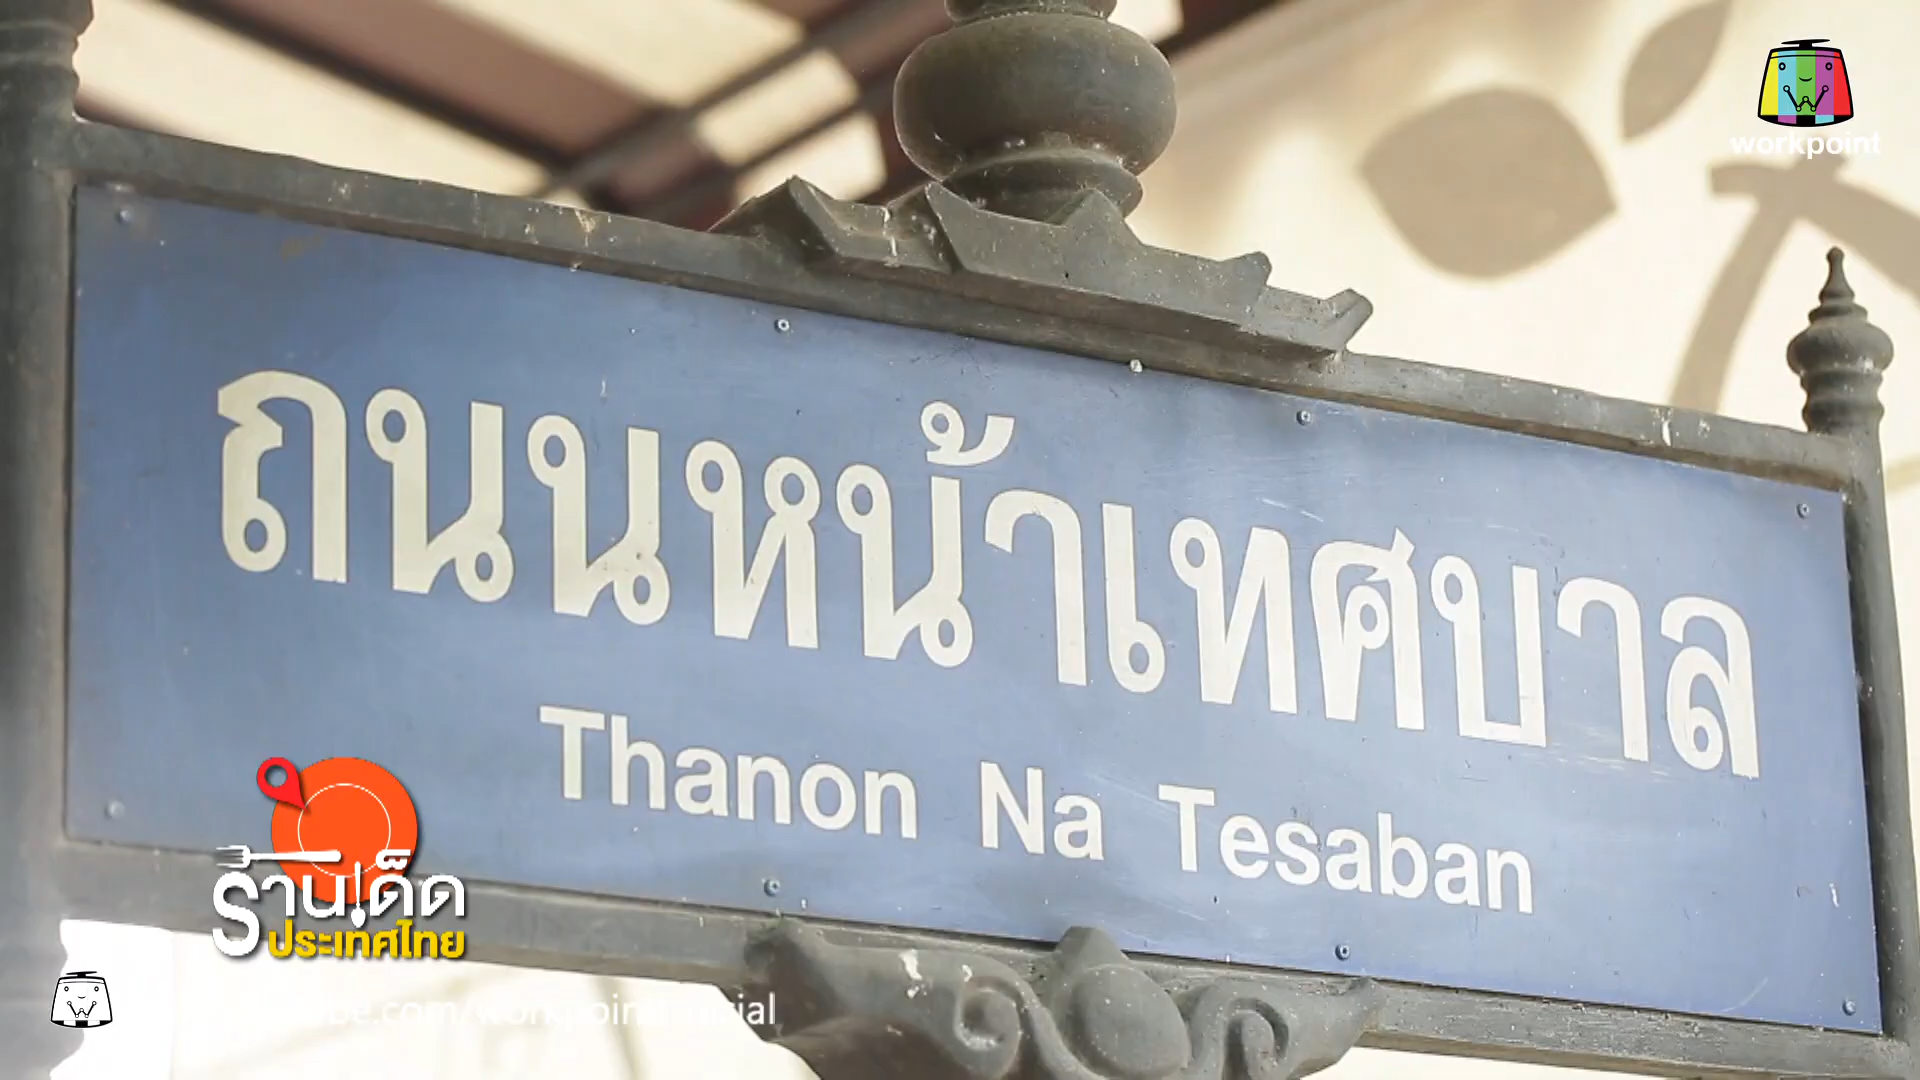 workpoint
ถนนหน้าเทศบาล
Thanon Na Tesaban
ร้านเด็ด
ประเทศไทย